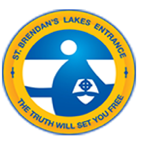 ST. BRENDAN'S LAKES ENTRANCE
THE TRUTH WILL SET YOU FREE